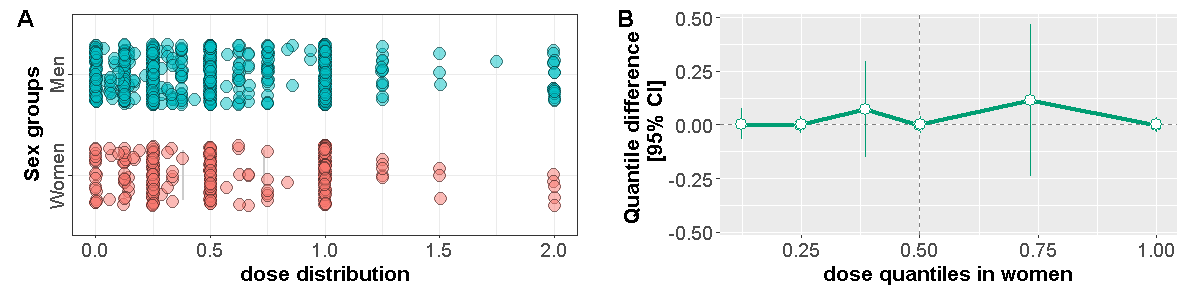 A
Sex groups
Men
Women
0.0 0.5 1.0 1.5 2.0
dose distribution
B
Quantile difference
[95% CI]
0.50
0.25
0.00
-0.25
-0.50
0.25 0.50 0.75 1.00
dose quantiles in women